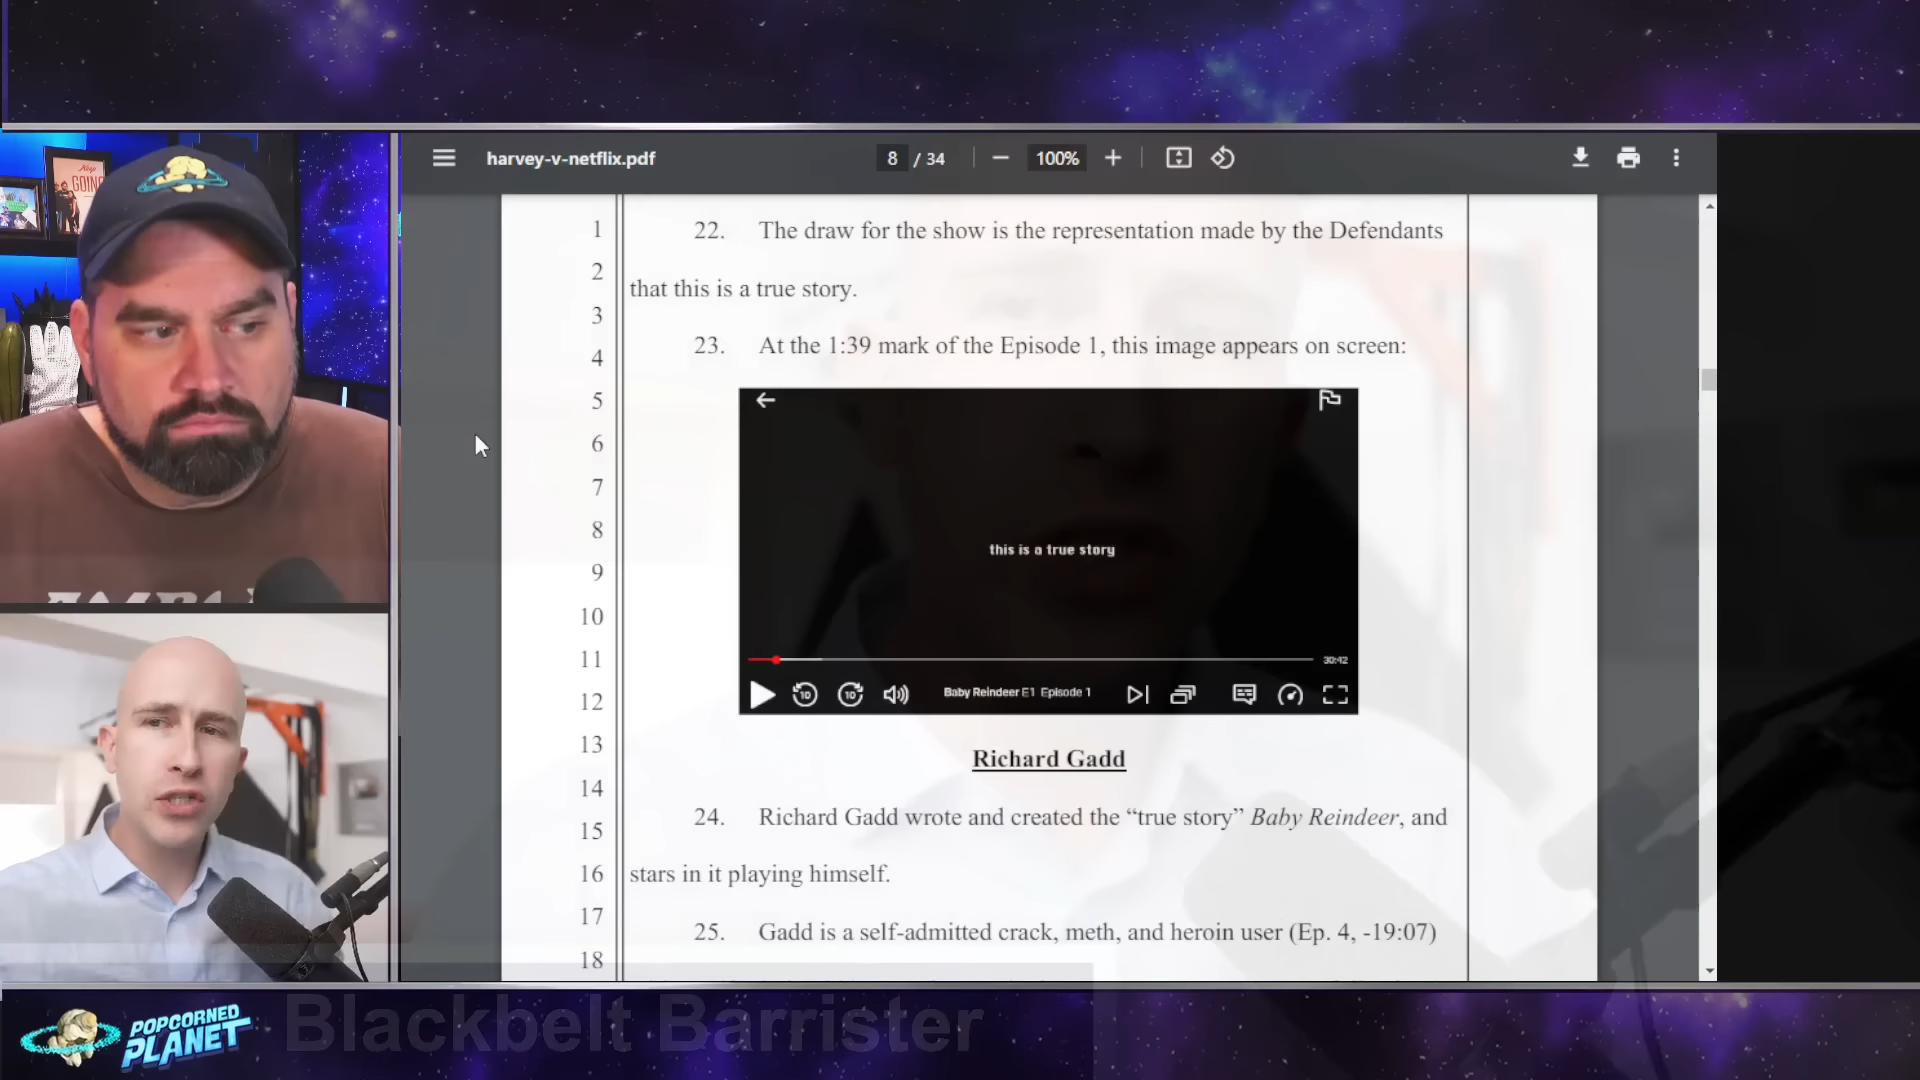 Keep
GOING
harvey-v-netflix.pdf
8 / 34
100%
1
22. The draw for the show is the representation made by the Defendants
2
that this is a true story.
3
4
23. At the 1:39 mark of the Episode 1, this image appears on screen:
5
6
7
8
this is a true story
9
10
11
30:42
10
10
Baby Reindeer E1 Episode 1
12
13
Richard Gadd
14
15
24. Richard Gadd wrote and created the “true story” Baby Reindeer, and
16
stars in it playing himself.
17
25. Gadd is a self-admitted crack, meth, and heroin user (Ep. 4, -19:07)
18
POPCORNED
PLANET
Blackbelt Barrister